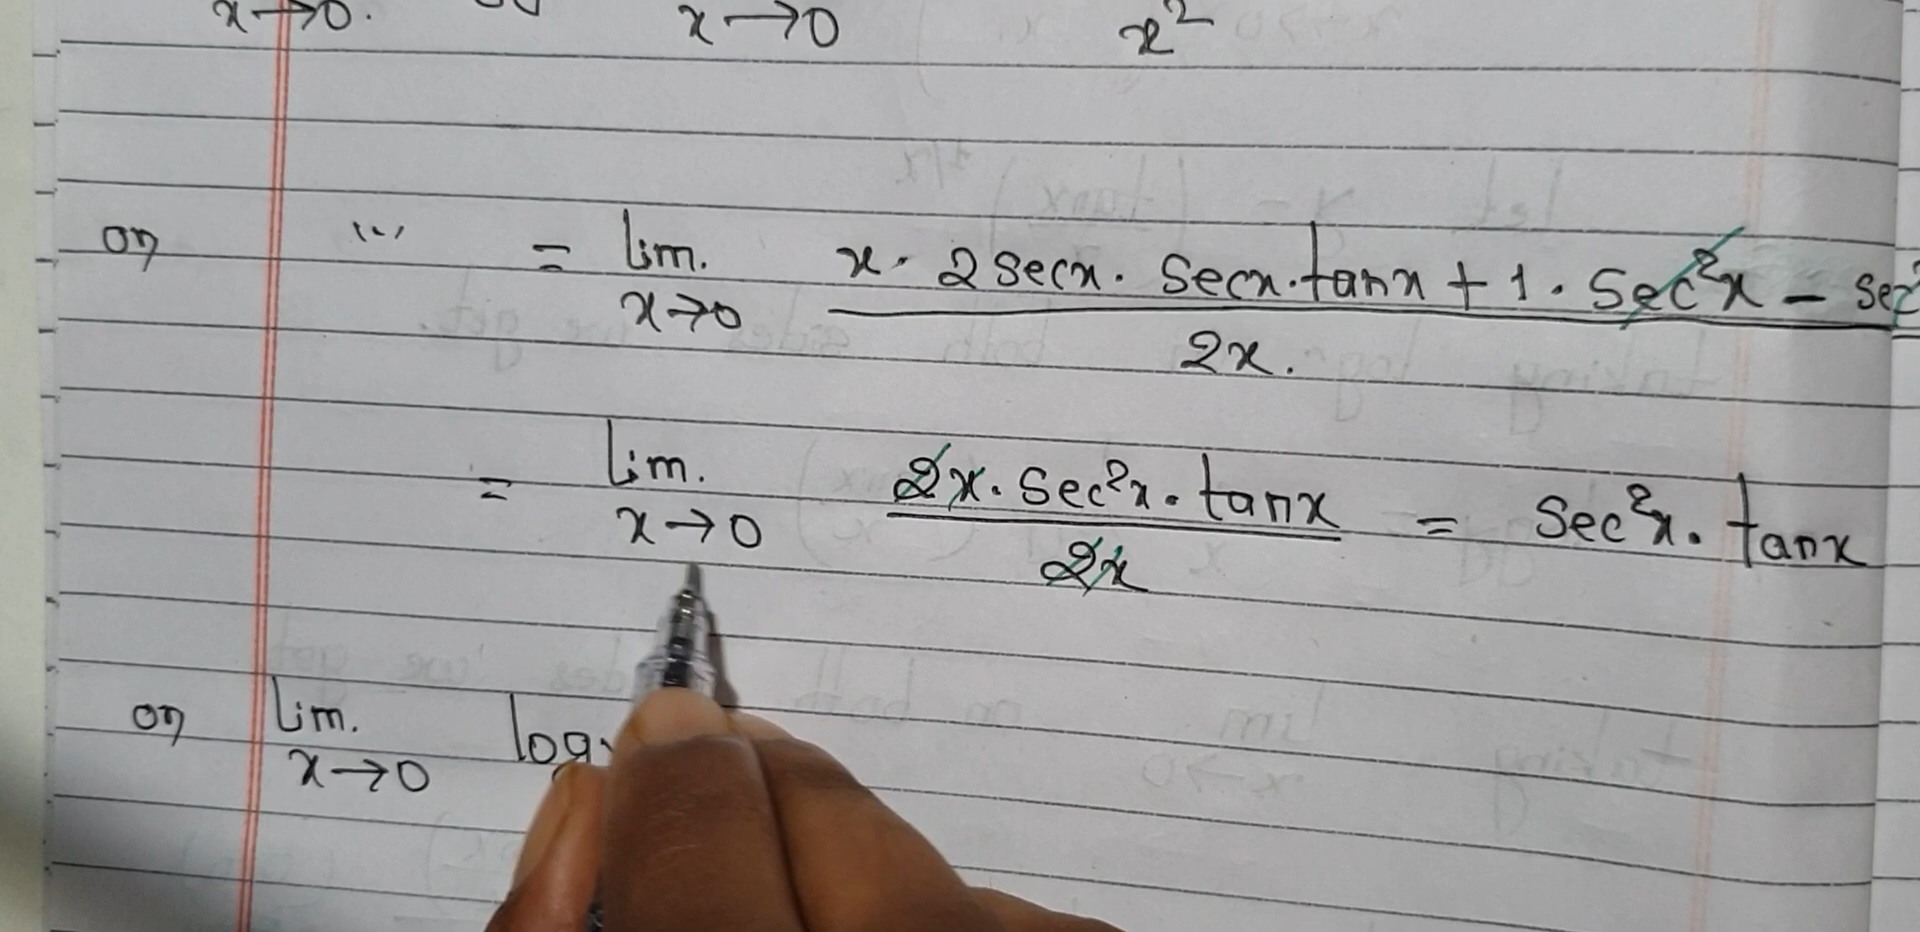 x→0. x→0 x²
or ... = lim. x→0 x. 2 secx. secx.tanx + 1. sec²x - sec² / 2x.
= lim. x→0 2x. sec²x. tanx / 2x = sec²x. tanx
or lim. x→0 log